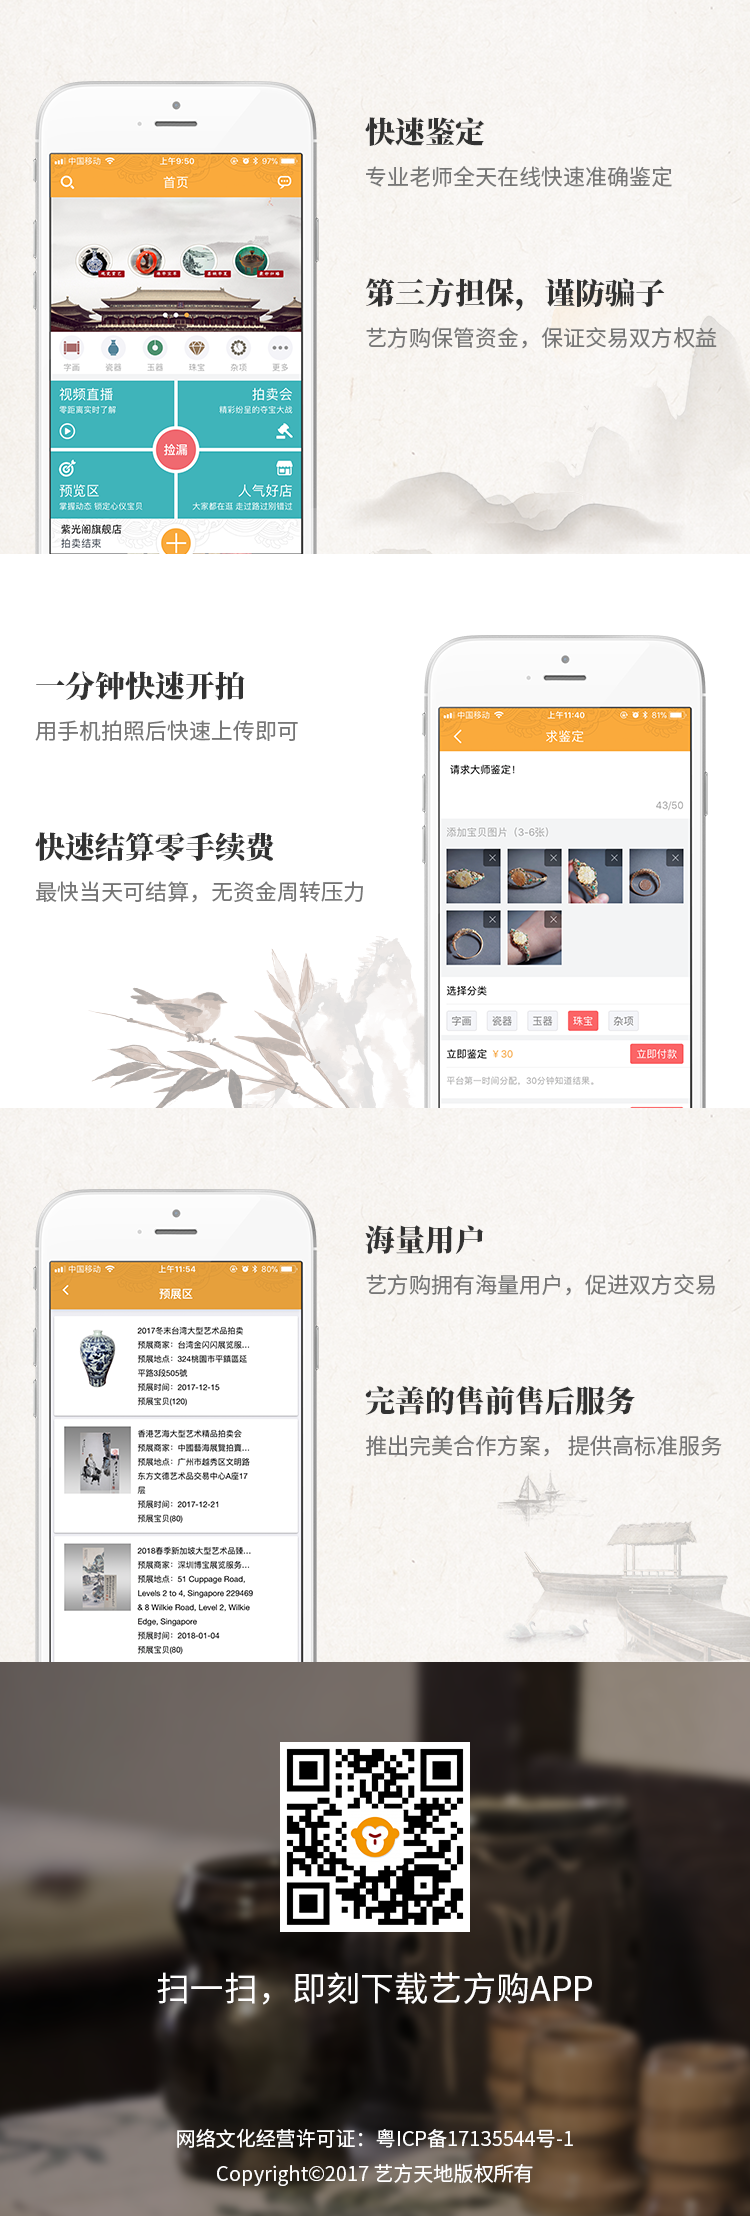 中国移动
上午9:50
97%
首页
字画
瓷器
玉器
珠宝
杂项
更多
视频直播
零距离实时了解
拍卖会
精彩纷呈的夺宝大战
捡漏
预览区
掌握动态 锁定心仪宝贝
人气好店
大家都在逛 走过路过别错过
紫光阁旗舰店
拍卖结束
快速鉴定
专业老师全天在线快速准确鉴定
第三方担保，谨防骗子
艺方购保管资金，保证交易双方权益
一分钟快速开拍
用手机拍照后快速上传即可
快速结算零手续费
最快当天可结算，无资金周转压力
中国移动
上午11:40
81%
求鉴定
请求大师鉴定！
43/50
添加宝贝图片（3-6张）
选择分类
字画
瓷器
玉器
珠宝
杂项
立即鉴定 ￥30
立即付款
平台第一时间分配，30分钟知道结果。
中国移动
上午11:54
80%
预展区
2017冬末台湾大型艺术品拍卖
预展商家：台湾金闪闪展览服...
预展地点：324桃園市平鎮區延
平路3段505號
预展时间：2017-12-15
预展宝贝(120)
香港艺海大型艺术精品拍卖会
预展商家：中國藝海展覽拍賣...
预展地点：广州市越秀区文明路
东方文德艺术品交易中心A座17
层
预展时间：2017-12-21
预展宝贝(80)
2018春季新加坡大型艺术品臻...
预展商家：深圳博宝展览服务...
预展地点：51 Cuppage Road,
Levels 2 to 4, Singapore 229469
& 8 Wilkie Road, Level 2, Wilkie
Edge, Singapore
预展时间：2018-01-04
预展宝贝(80)
海量用户
艺方购拥有海量用户，促进双方交易
完善的售前售后服务
推出完美合作方案， 提供高标准服务
扫一扫，即刻下载艺方购APP
网络文化经营许可证：粤ICP备17135544号-1
Copyright©2017 艺方天地版权所有